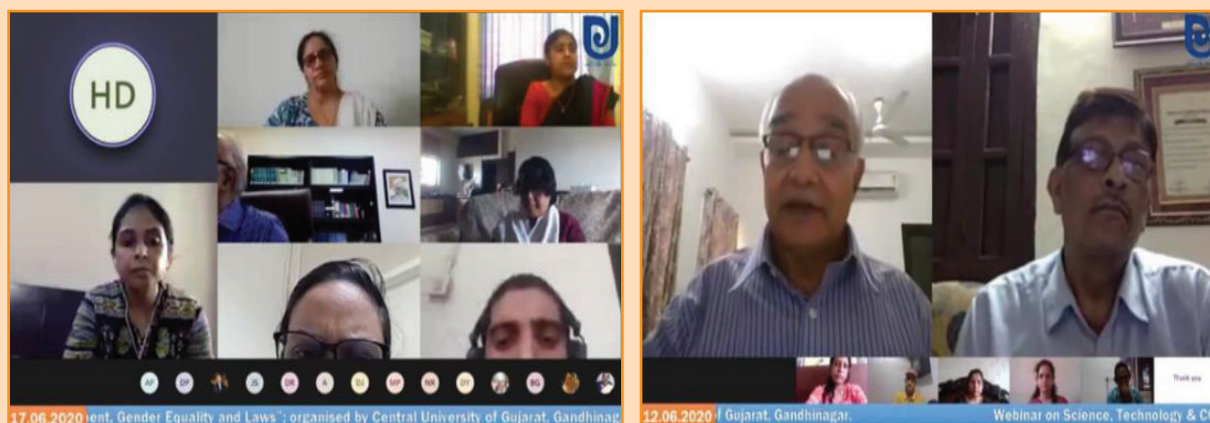 HD
AP DP JS DR A DJ MP NR DY BG
17.06.2020 ent, Gender Equality and Laws"; organised by Central University of Gujarat, Gandhinag
Thank you
12.06.2020 f Gujarat, Gandhinagar. Webinar on Science, Technology & C